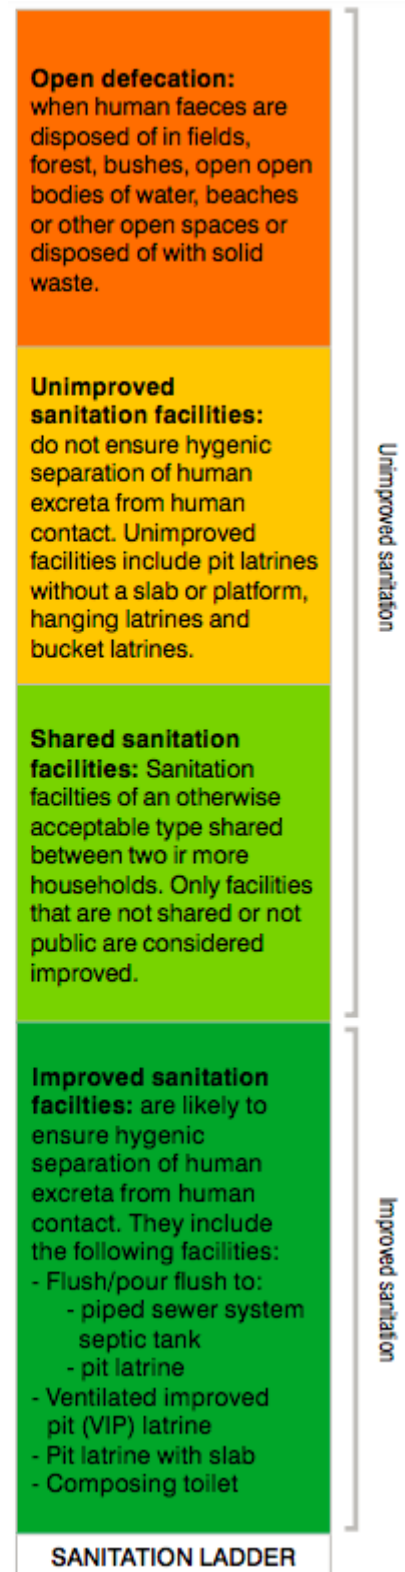 Open defecation:
when human faeces are
disposed of in fields,
forest, bushes, open open
bodies of water, beaches
or other open spaces or
disposed of with solid
waste.
Unimproved
sanitation facilities:
do not ensure hygenic
separation of human
excreta from human
contact. Unimproved
facilities include pit latrines
without a slab or platform,
hanging latrines and
bucket latrines.
Shared sanitation
facilities: Sanitation
facilties of an otherwise
acceptable type shared
between two ir more
households. Only facilities
that are not shared or not
public are considered
improved.
Unimproved sanitation
Improved sanitation
facilties: are likely to
ensure hygenic
separation of human
excreta from human
contact. They include
the following facilities:
- Flush/pour flush to:
- piped sewer system
septic tank
- pit latrine
- Ventilated improved
pit (VIP) latrine
- Pit latrine with slab
- Composing toilet
Improved sanitation
SANITATION LADDER